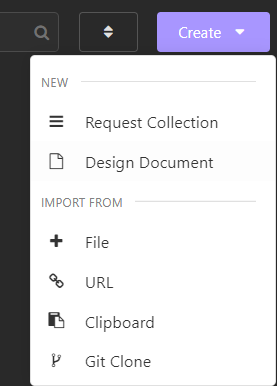 Create
NEW
Request Collection
Design Document
IMPORT FROM
File
URL
Clipboard
Git Clone